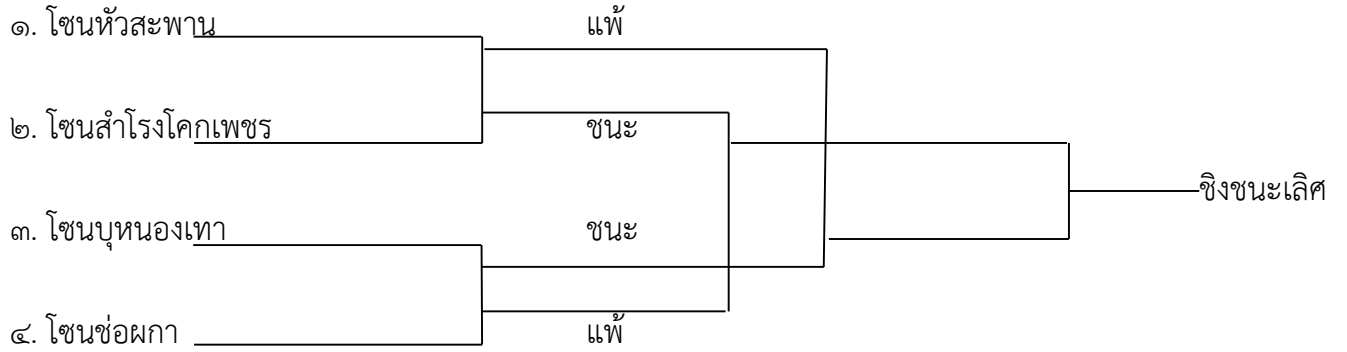 ๑. โซนหัวสะพาน แพ้
๒. โซนสำโรงโคกเพชร ชนะ
ชิงชนะเลิศ
๓. โซนบุหนองเทา ชนะ
๔. โซนช่อผกา แพ้